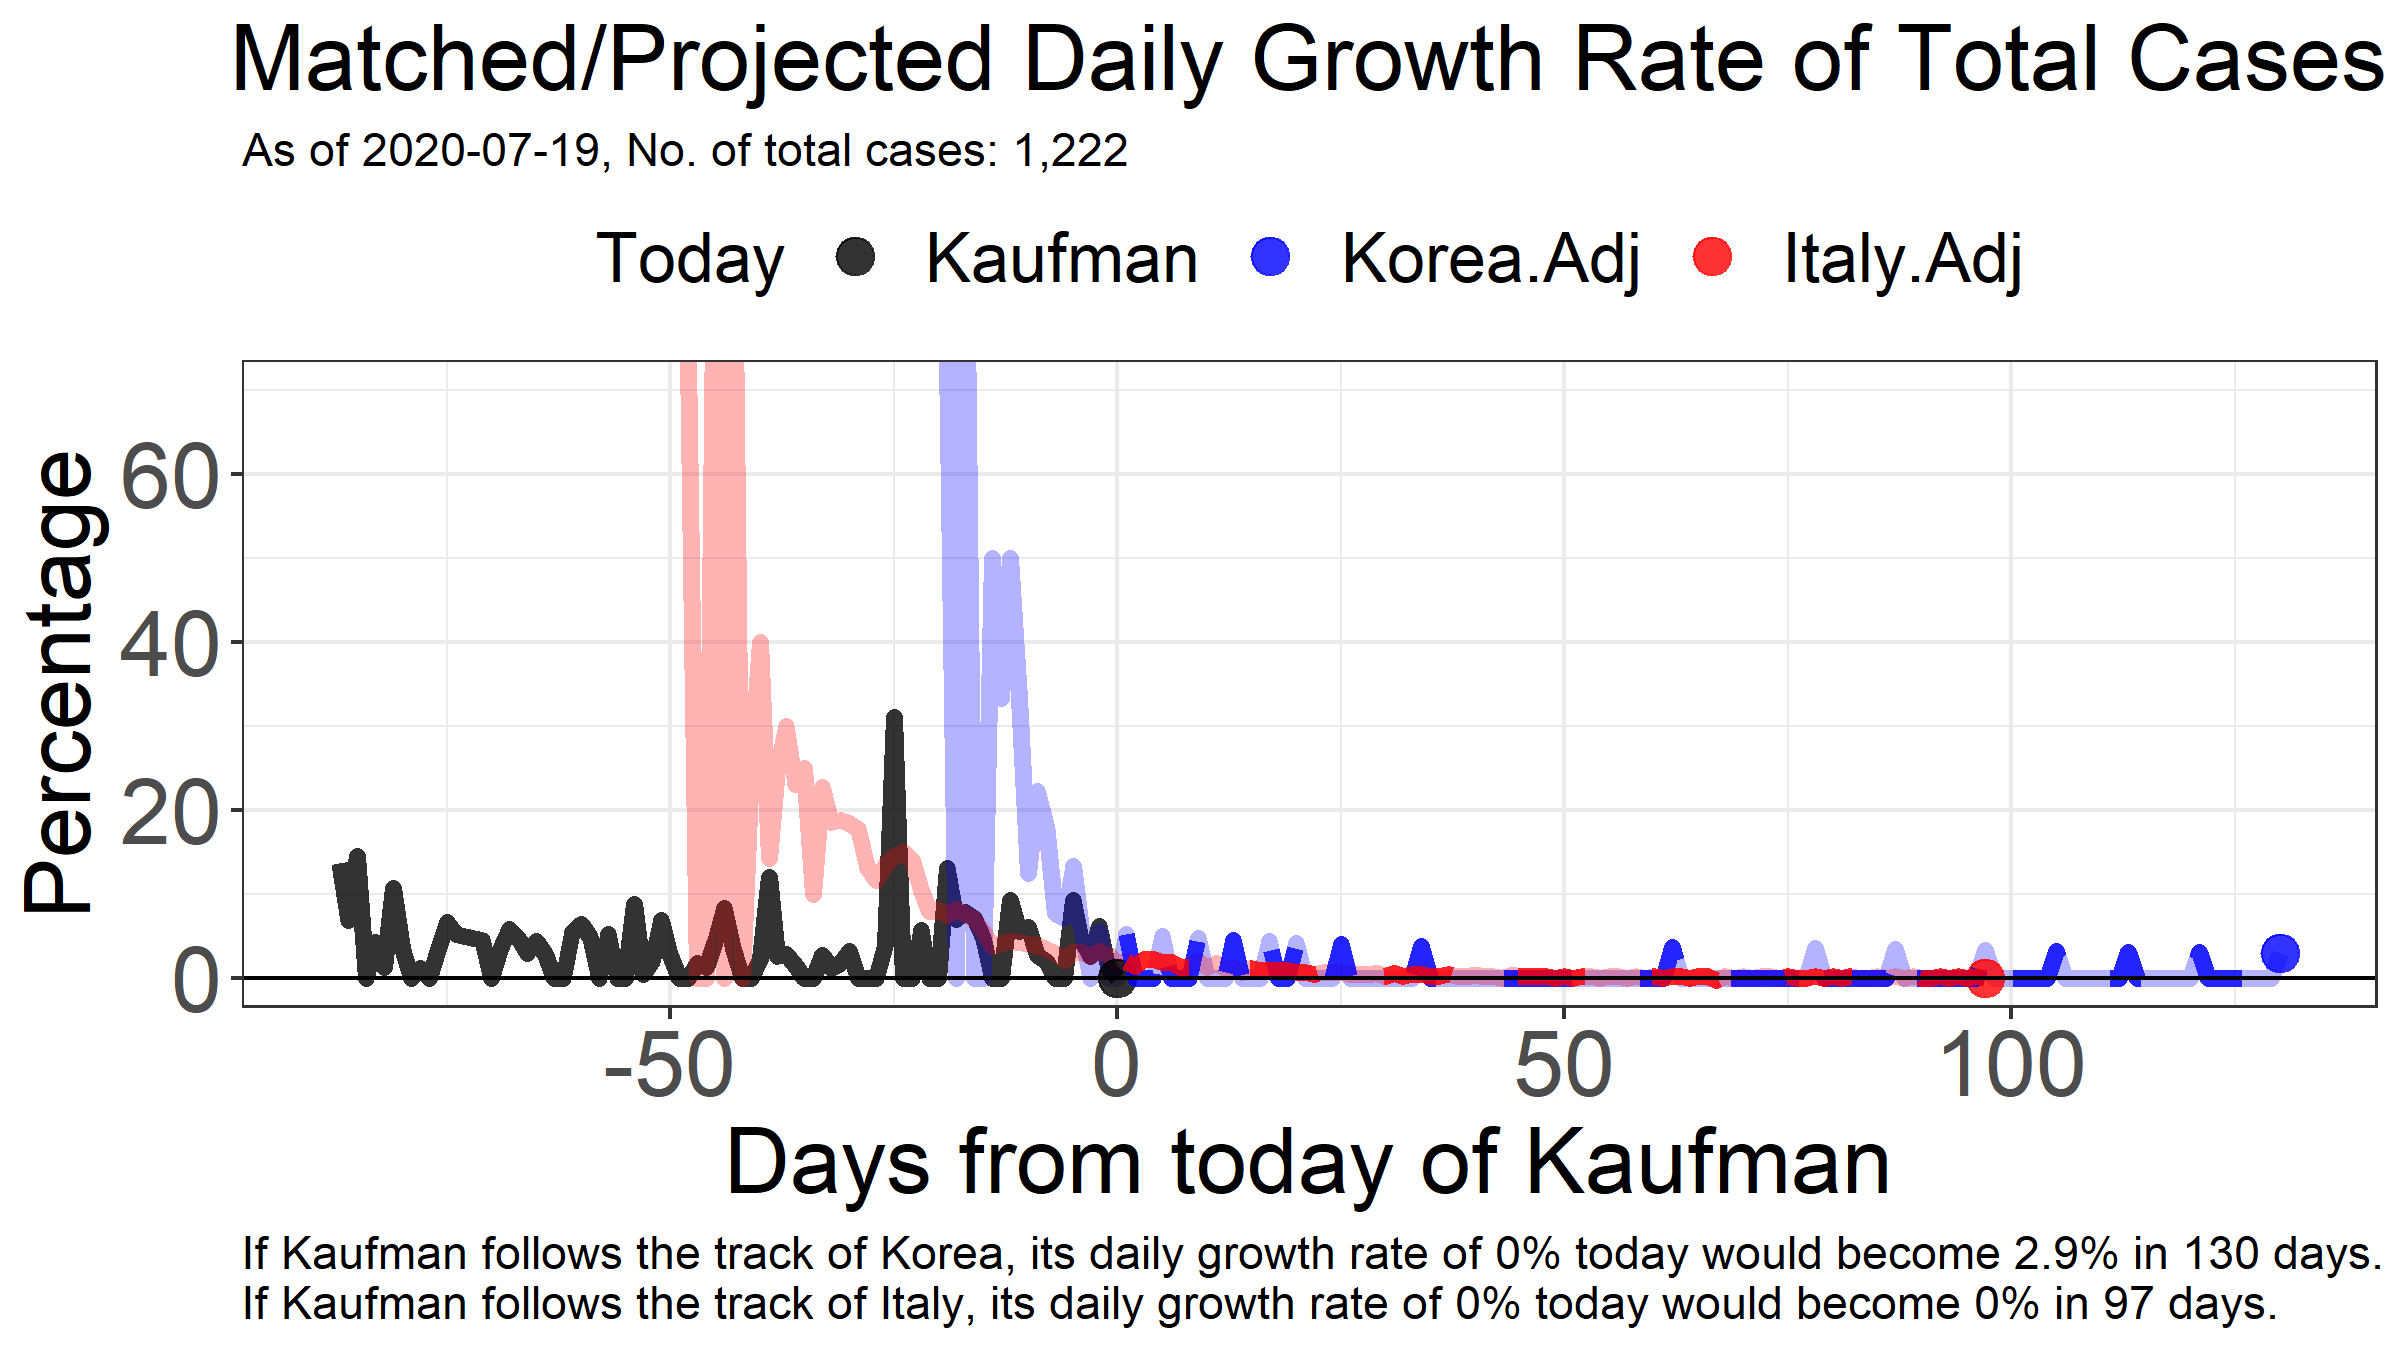 Matched/Projected Daily Growth Rate of Total Cases
As of 2020-07-19, No. of total cases: 1,222
Today Kaufman Korea.Adj Italy.Adj
Percentage
60
40
20
0
-50 0 50 100
Days from today of Kaufman
If Kaufman follows the track of Korea, its daily growth rate of 0% today would become 2.9% in 130 days.
If Kaufman follows the track of Italy, its daily growth rate of 0% today would become 0% in 97 days.